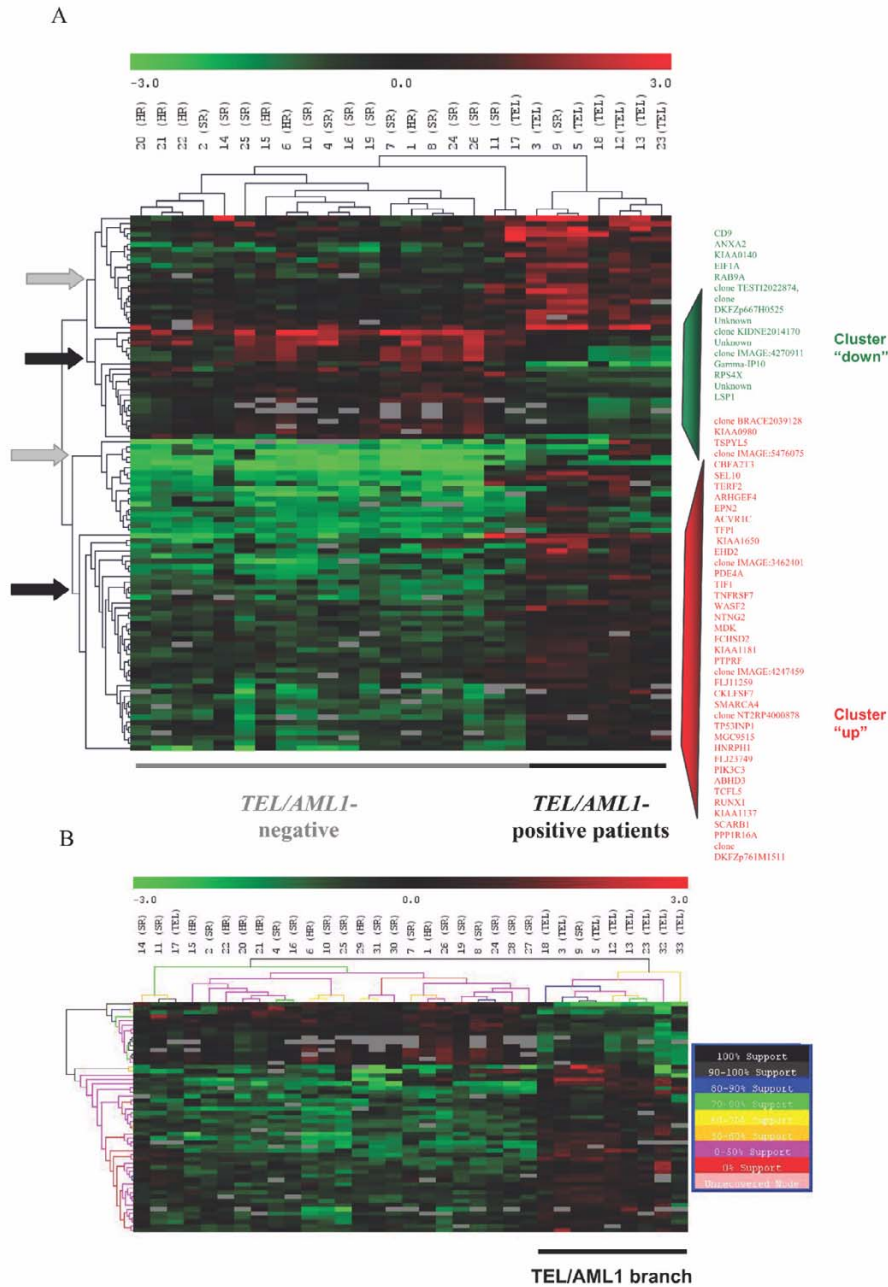 A
-3.0 0.0 3.0
20 (HR)
21 (HR)
22 (HR)
2 (SR)
14 (SR)
25 (SR)
15 (HR)
6 (HR)
10 (SR)
4 (SR)
16 (SR)
19 (SR)
7 (SR)
1 (HR)
8 (SR)
24 (SR)
26 (SR)
11 (SR)
17 (TEL)
3 (TEL)
9 (SR)
5 (TEL)
18 (TEL)
12(TEL)
13 (TEL)
23(TEL)
CD9
ANXA2
KIAA0140
EIF1A
RAB9A
clone TESTI2022874,
clone
DKFZp667H0525
Unknown
clone KIDNE2014170
Unknown
clone IMAGE:4270911
Gamma-IP10
RPS4X
Unknown
LSP1
Cluster
"down"
clone BRACE2039128
KIAA0980
TSPYL5
clone IMAGE:5476075
CBFA2T3
SEL10
TERF2
ARHGEF4
EPN2
ACVR1C
TFPI
KIAA1650
EHD2
clone IMAGE:3462401
PDE4A
TIF1
TNFRSF7
WASF2
NTNG2
MDK
FCHSD2
KIAA1181
PTPRF
clone IMAGE:4247459
FLJ11259
CKLFSF7
SMARCA4
clone NT2RP4000878
TP53INP1
MGC9515
HNRPH1
FLJ23749
PIK3C3
ABHD3
TCFL5
RUNX1
KIAA1137
SCARB1
PPP1R16A
clone
DKFZp761M1511
Cluster
"up"
TEL/AML1-
negative
TEL/AML1-
positive patients
B
-3.0 0.0 3.0
14 (SR)
11 (SR)
17 (TEL)
15 (HR)
2 (SR)
22 (HR)
20 (HR)
21 (HR)
4 (SR)
16 (SR)
6 (HR)
10 (SR)
25 (SR)
29 (HR)
31 (SR)
30 (SR)
7 (SR)
1 (HR)
26 (SR)
19 (SR)
8 (SR)
24 (SR)
28 (SR)
27 (SR)
18 (TEL)
3 (TEL)
9 (SR)
5 (TEL)
12 (TEL)
13 (TEL)
23 (TEL)
32 (TEL)
33 (TEL)
100% Support
90-100% Support
80-90% Support
70-80% Support
50-60% Support
0-50% Support
0% Support
Unrecovered Node
TEL/AML1 branch